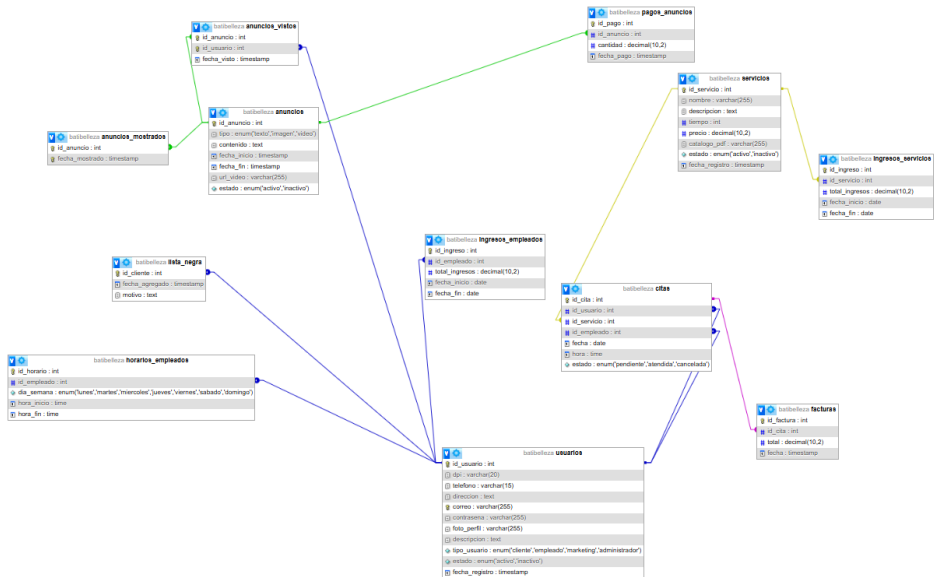 batibelleza anuncios_vistos
id_anuncio : int
id_usuario : int
fecha_visto : timestamp
batibelleza pagos_anuncios
id_pago : int
id_anuncio : int
cantidad : decimal(10,2)
fecha_pago : timestamp
batibelleza servicios
id_servicio : int
nombre : varchar(255)
descripcion : text
tiempo : int
precio : decimal(10,2)
catalogo_pdf : varchar(255)
estado : enum('activo','inactivo')
fecha_registro : timestamp
batibelleza anuncios
id_anuncio : int
tipo : enum('texto','imagen','video')
contenido : text
fecha_inicio : timestamp
fecha_fin : timestamp
url_video : varchar(255)
estado : enum('activo','inactivo')
batibelleza anuncios_mostrados
id_anuncio : int
fecha_mostrado : timestamp
batibelleza ingresos_servicios
id_ingreso : int
id_servicio : int
total_ingresos : decimal(10,2)
fecha_inicio : date
fecha_fin : date
batibelleza ingresos_empleados
id_ingreso : int
id_empleado : int
total_ingresos : decimal(10,2)
fecha_inicio : date
fecha_fin : date
batibelleza lista_negra
id_cliente : int
fecha_agregado : timestamp
motivo : text
batibelleza citas
id_cita : int
id_usuario : int
id_servicio : int
id_empleado : int
fecha : date
hora : time
estado : enum('pendiente','atendida','cancelada')
batibelleza horarios_empleados
id_horario : int
id_empleado : int
dia_semana : enum('lunes','martes','miercoles','jueves','viernes','sabado','domingo')
hora_inicio : time
hora_fin : time
batibelleza facturas
id_factura : int
id_cita : int
total : decimal(10,2)
fecha : timestamp
batibelleza usuarios
id_usuario : int
dpi : varchar(20)
telefono : varchar(15)
direccion : text
correo : varchar(255)
contrasena : varchar(255)
foto_perfil : varchar(255)
descripcion : text
tipo_usuario : enum('cliente','empleado','marketing','administrador')
estado : enum('activo','inactivo')
fecha_registro : timestamp